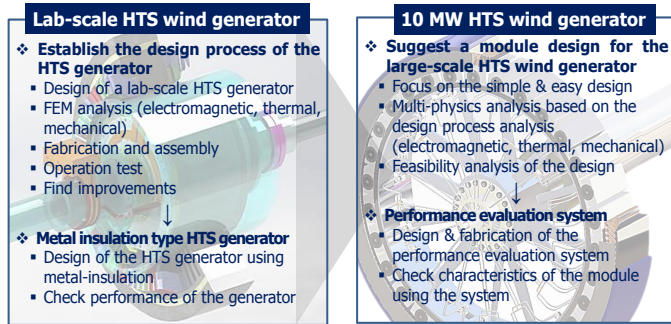 Lab-scale HTS wind generator
❖ Establish the design process of the
HTS generator
▪ Design of a lab-scale HTS generator
▪ FEM analysis (electromagnetic, thermal,
mechanical)
▪ Fabrication and assembly
▪ Operation test
▪ Find improvements
↓
❖ Metal insulation type HTS generator
▪ Design of the HTS generator using
metal-insulation
▪ Check performance of the generator
10 MW HTS wind generator
❖ Suggest a module design for the
large-scale HTS wind generator
▪ Focus on the simple & easy design
▪ Multi-physics analysis based on the
design process analysis
(electromagnetic, thermal, mechanical)
▪ Feasibility analysis of the design
↓
❖ Performance evaluation system
▪ Design & fabrication of the
performance evaluation system
▪ Check characteristics of the module
using the system